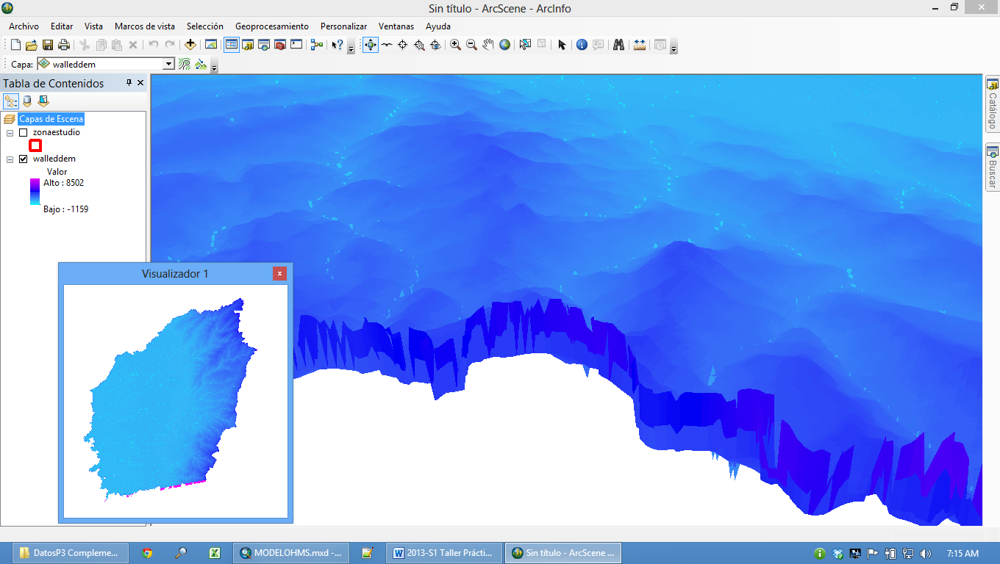 Sin título - ArcScene - ArcInfo
Archivo Editar Vista Marcos de vista Selección Geoprocesamiento Personalizar Ventanas Ayuda
Capa: walleddem
Tabla de Contenidos
Capas de Escena
zonaestudio
walleddem
Valor
Alto : 8502
Bajo : -1159
Visualizador 1
Catálogo
Buscar
DatosP3 Compleme... MODELOHMS.mxd -... 2013-S1 Taller Prácti... Sin título - ArcScene ... 7:15 AM